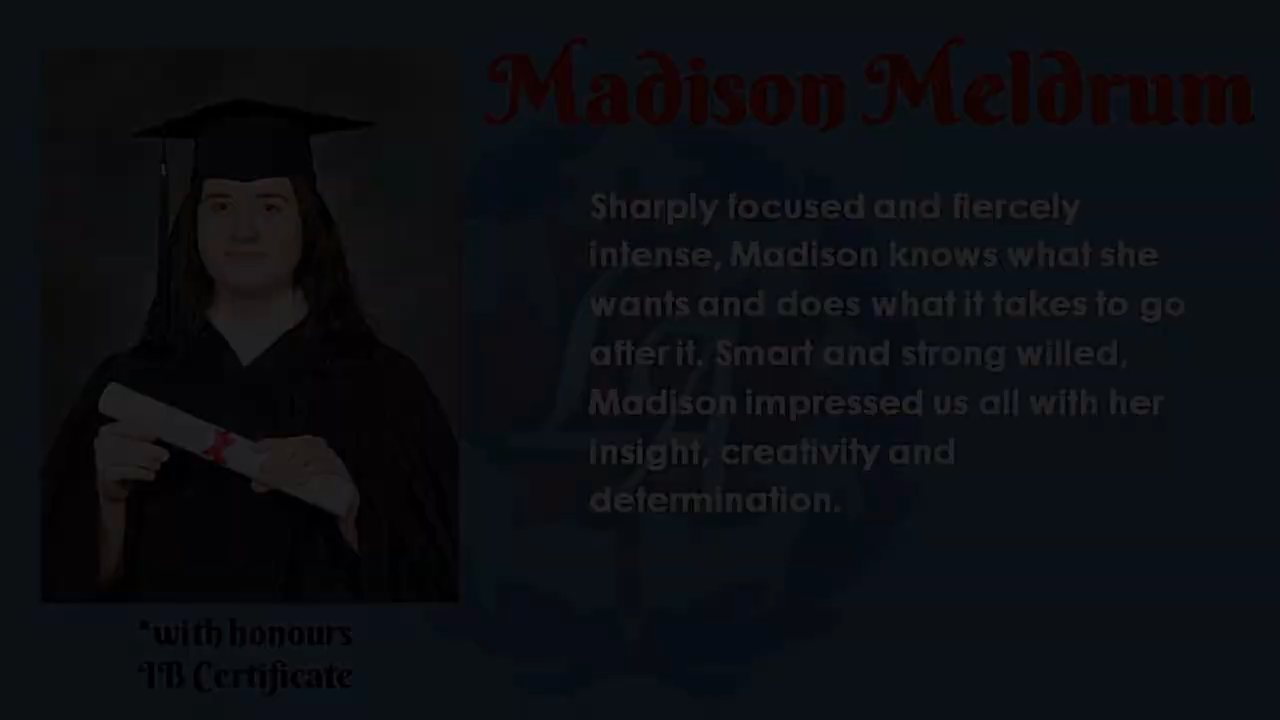 Madison Meldrum
Sharply focused and fiercely
intense, Madison knows what she
wants and does what it takes to go
after it. Smart and strong willed,
Madison impressed us all with her
insight, creativity and
determination.
*with honours
IB Certificate